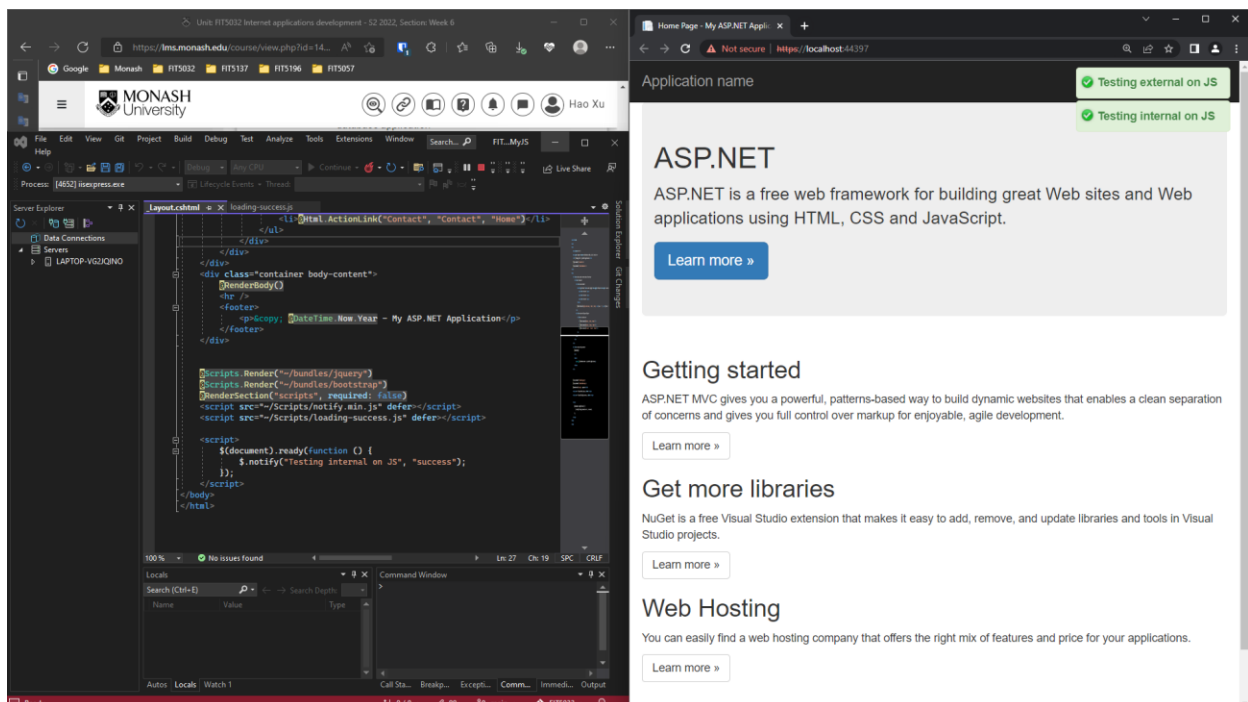 Unit: FIT5032 Internet applications development - S2 2022, Section: Week 6
https://lms.monash.edu/course/view.php?id=14...
Google Monash FIT5032 FIT5137 FIT5196 FIT5057
MONASH
University
Hao Xu
File Edit View Git Project Build Debug Test Analyze Tools Extensions Window Search... FIT...MyJS
Help
Debug Any CPU Continue Live Share
Process: [4652] iisexpress.exe Lifecycle Events Thread:
Server Explorer
Data Connections
Servers
LAPTOP-VG2JQINO
_Layout.cshtml loading-success.js
<li>@Html.ActionLink("Contact", "Contact", "Home")</li>
</ul>
</div>
</div>
</div>
<div class="container body-content">
@RenderBody()
<hr />
<footer>
<p>&copy; @DateTime.Now.Year - My ASP.NET Application</p>
</footer>
</div>
@Scripts.Render("~/bundles/jquery")
@Scripts.Render("~/bundles/bootstrap")
@RenderSection("scripts", required: false)
<script src="~/Scripts/notify.min.js" defer></script>
<script src="~/Scripts/loading-success.js" defer></script>
<script>
$(document).ready(function () {
$.notify("Testing internal on JS", "success");
});
</script>
</body>
</html>
Solution Explorer
Git Changes
100 % No issues found Ln: 27 Ch: 19 SPC CRLF
Locals
Search (Ctrl+E) Search Depth:
Name Value Type
Autos Locals Watch 1
Command Window
>
Call Sta... Breakp... Excepti... Comm... Immedi... Output
Home Page - My ASP.NET Applic
Not secure https://localhost:44397
Application name
Testing external on JS
Testing internal on JS
ASP.NET
ASP.NET is a free web framework for building great Web sites and Web
applications using HTML, CSS and JavaScript.
Learn more »
Getting started
ASP.NET MVC gives you a powerful, patterns-based way to build dynamic websites that enables a clean separation
of concerns and gives you full control over markup for enjoyable, agile development.
Learn more »
Get more libraries
NuGet is a free Visual Studio extension that makes it easy to add, remove, and update libraries and tools in Visual
Studio projects.
Learn more »
Web Hosting
You can easily find a web hosting company that offers the right mix of features and price for your applications.
Learn more »